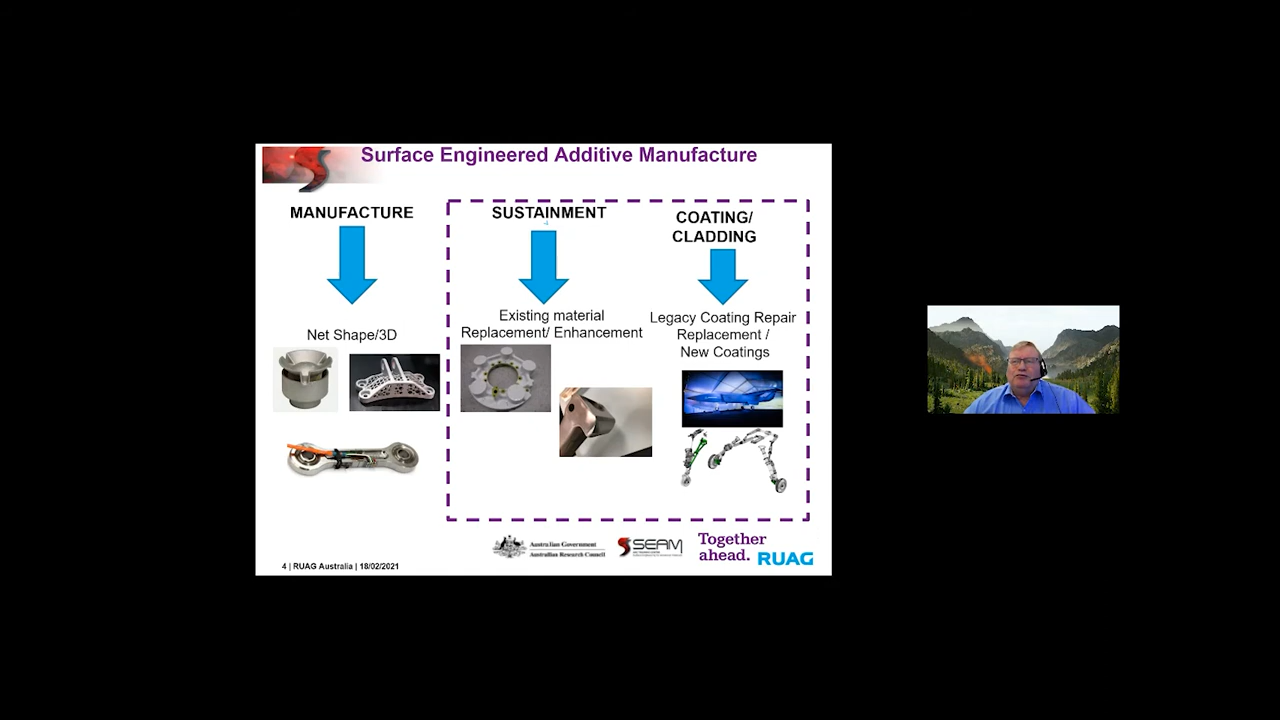 Surface Engineered Additive Manufacture
MANUFACTURE
Net Shape/3D
SUSTAINMENT
Existing material
Replacement/ Enhancement
COATING/
CLADDING
Legacy Coating Repair
Replacement /
New Coatings
Australian Government
Australian Research Council
SEAM
Together
ahead. RUAG
4 | RUAG Australia | 18/02/2021